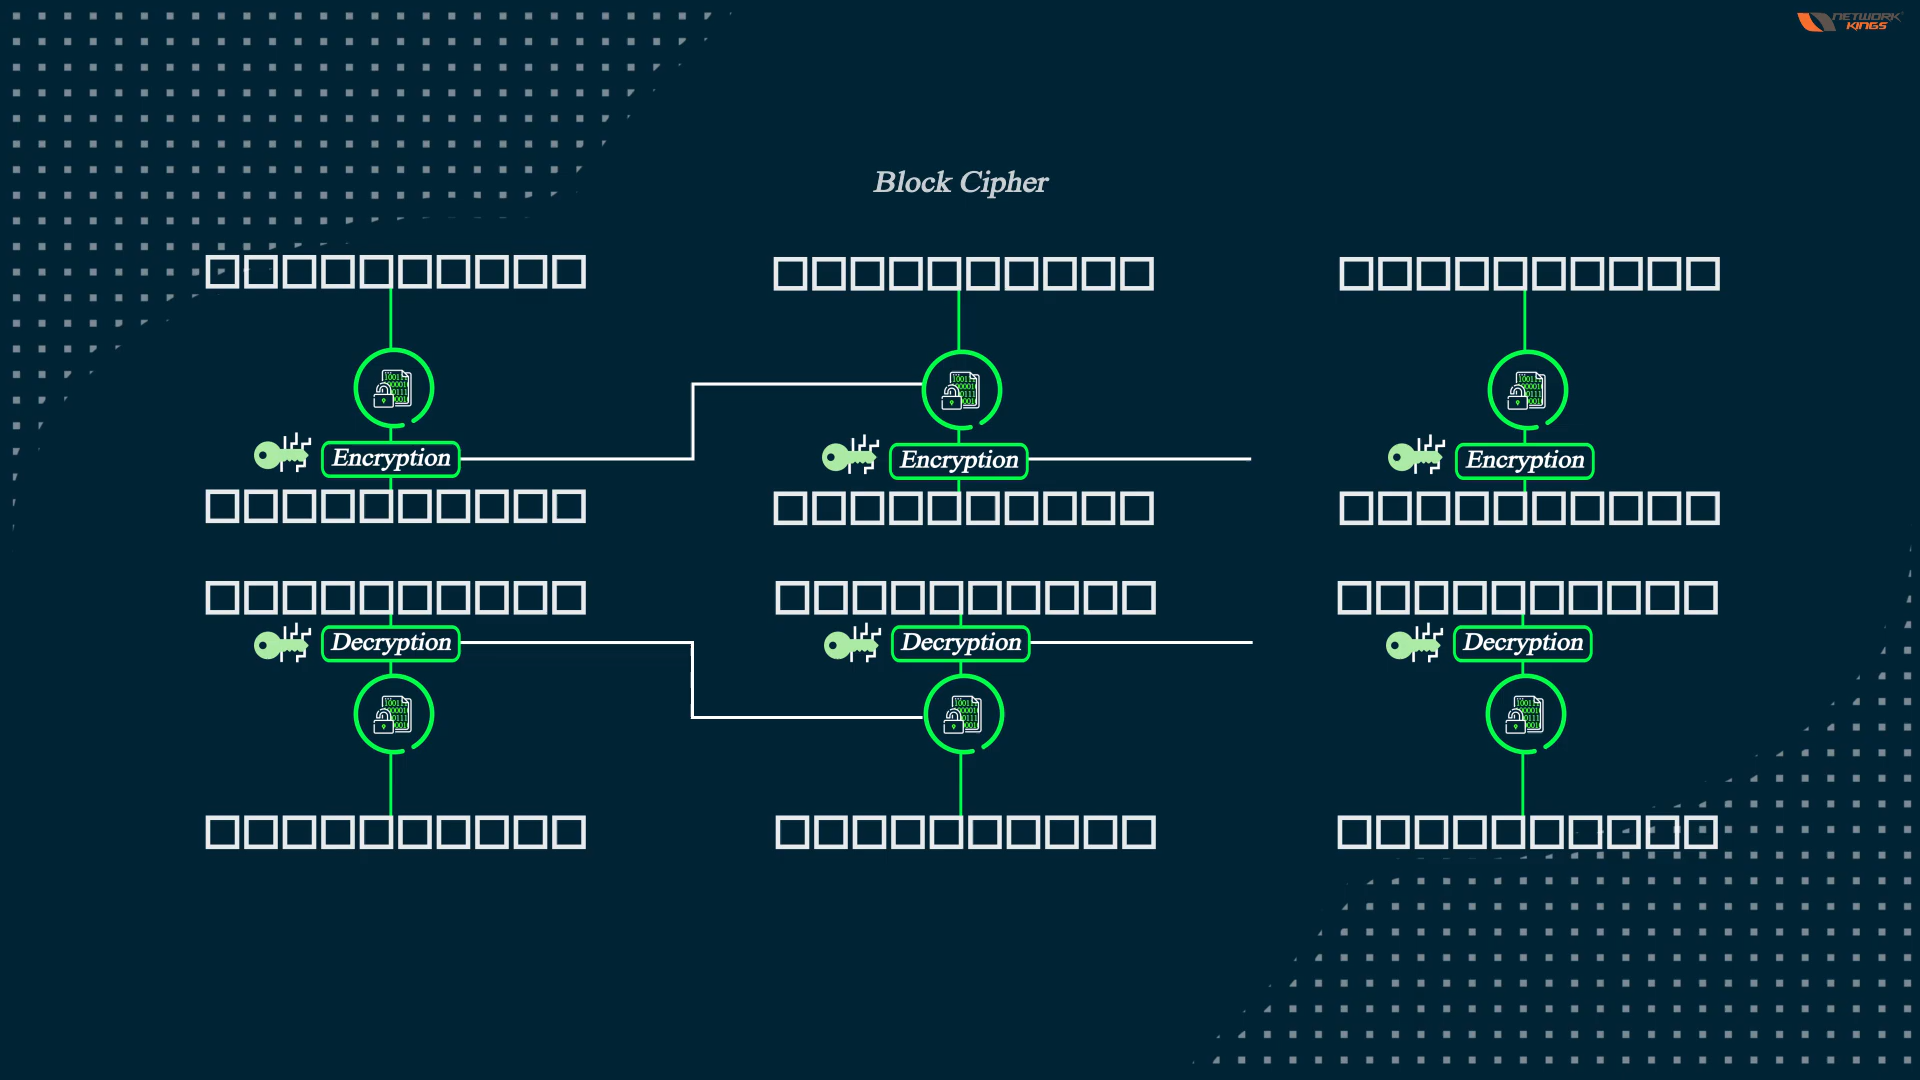 NETWORK
KINGS
Block Cipher
Encryption
Encryption
Encryption
Decryption
Decryption
Decryption